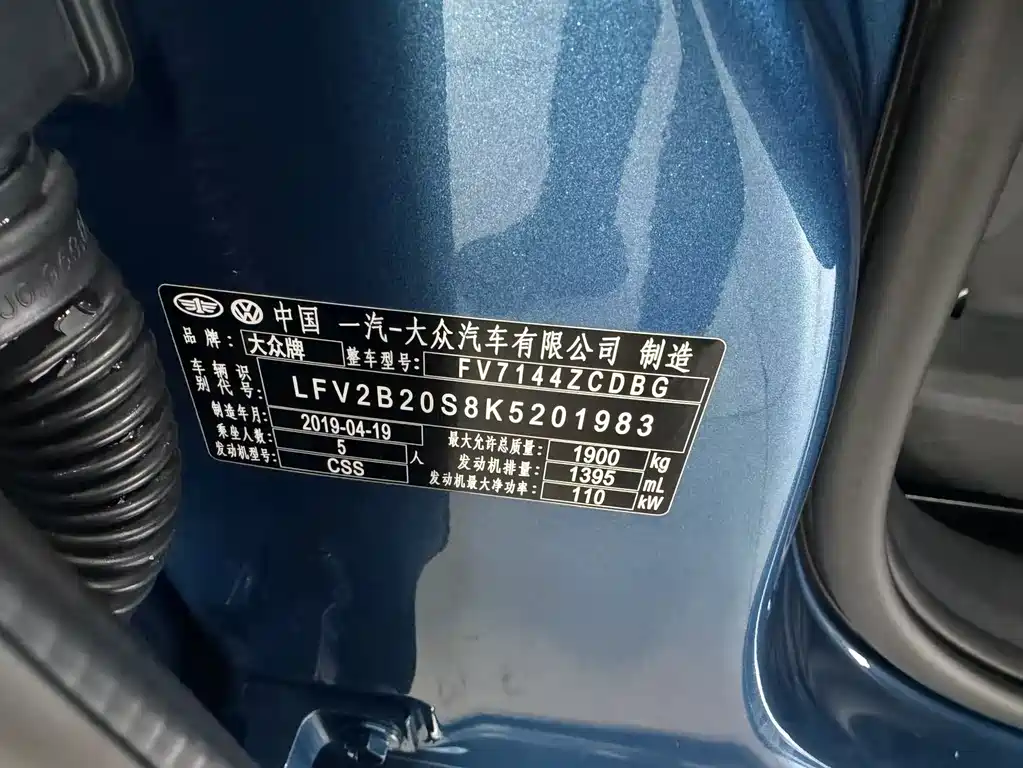 中国 一汽-大众汽车有限公司 制造
品牌: 大众牌 整车型号: FV7144ZCDBG
车辆识别代号: LFV2B20S8K5201983
制造年月: 2019-04-19 最大允许总质量: 1900 kg
乘坐人数: 5 人 发动机排量: 1395 mL
发动机型号: CSS 发动机最大净功率: 110 kW